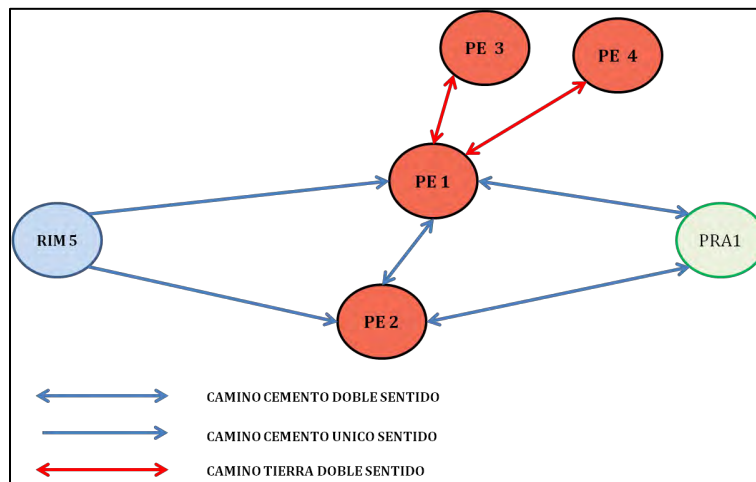 PE 3
PE 4
PE 1
RIM 5
PRA1
PE 2
CAMINO CEMENTO DOBLE SENTIDO
CAMINO CEMENTO UNICO SENTIDO
CAMINO TIERRA DOBLE SENTIDO